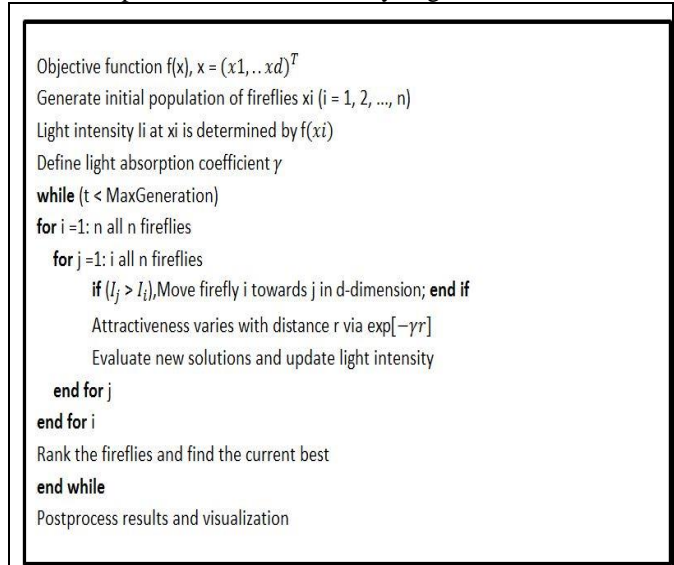 Objective function f(x), x = (x1,..xd)^T
Generate initial population of fireflies xi (i = 1, 2, ..., n)
Light intensity Ii at xi is determined by f(xi)
Define light absorption coefficient γ
while (t < MaxGeneration)
for i =1: n all n fireflies
for j =1: i all n fireflies
if (I_j > I_i),Move firefly i towards j in d-dimension; end if
Attractiveness varies with distance r via exp[−γr]
Evaluate new solutions and update light intensity
end for j
end for i
Rank the fireflies and find the current best
end while
Postprocess results and visualization